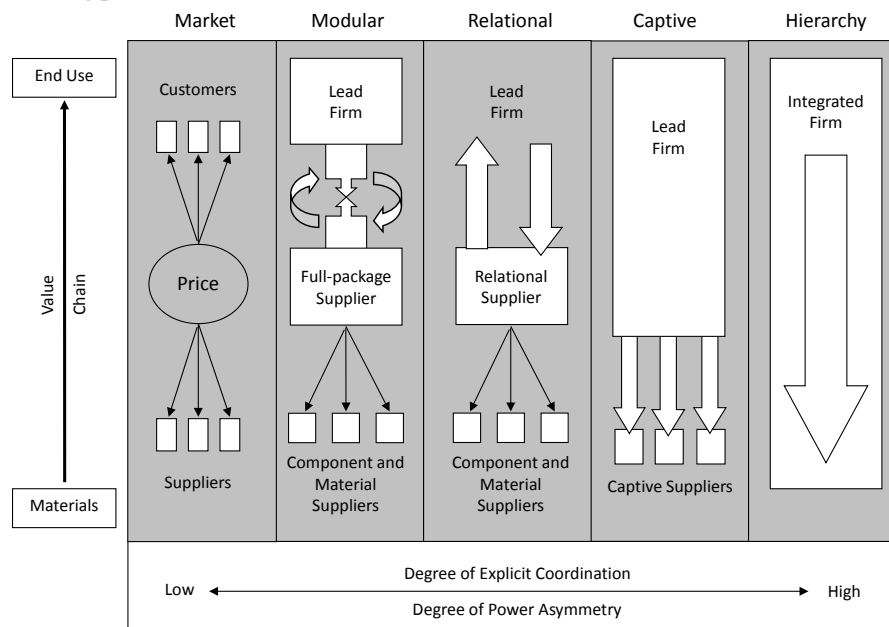 Market
Modular
Relational
Captive
Hierarchy
End Use
Value
Chain
Materials
Customers
Price
Suppliers
Lead
Firm
Full-package
Supplier
Component and
Material
Suppliers
Lead
Firm
Relational
Supplier
Component and
Material
Suppliers
Lead
Firm
Captive Suppliers
Integrated
Firm
Degree of Explicit Coordination
Low
High
Degree of Power Asymmetry